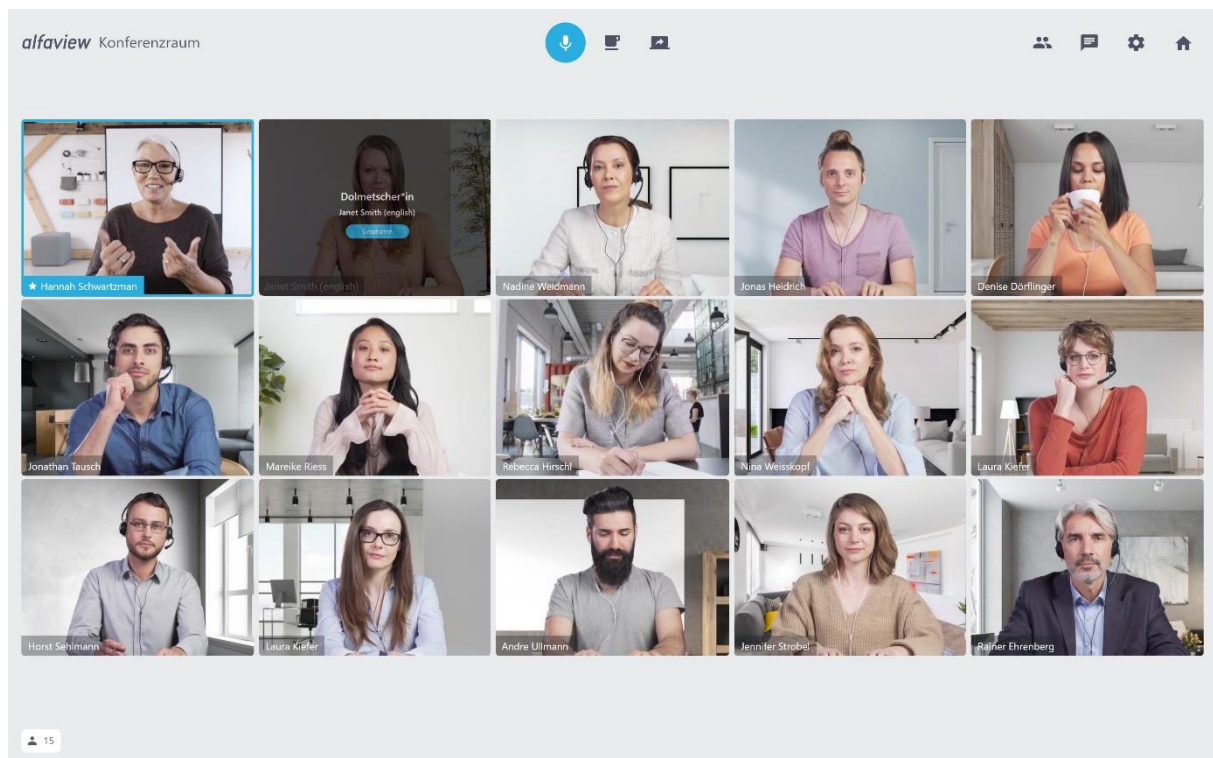 alfaview Konferenzraum
Hannah Schwartzman
Dolmetscher*in
Janet Smith (english)
Janet Smith (english)
Nadine Weidmann
Jonas Heidrich
Denise Dörflinger
Jonathan Tausch
Mareike Riess
Rebecca Hirschl
Nina Weisskopf
Laura Kiefer
Horst Sehlmann
Laura Kiefer
Andre Ullmann
Jennifer Strobel
Rainer Ehrenberg
15